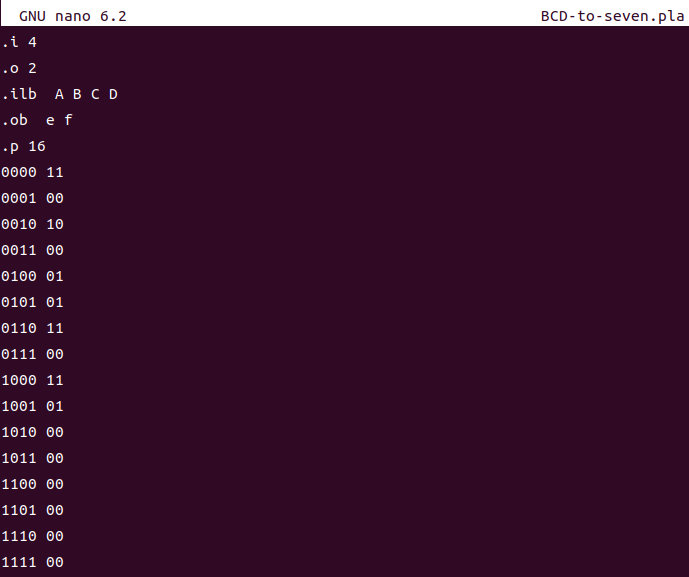 GNU nano 6.2 BCD-to-seven.pla
.i 4
.o 2
.ilb  A B C D
.ob  e f
.p 16
0000 11
0001 00
0010 10
0011 00
0100 01
0101 01
0110 11
0111 00
1000 11
1001 01
1010 00
1011 00
1100 00
1101 00
1110 00
1111 00